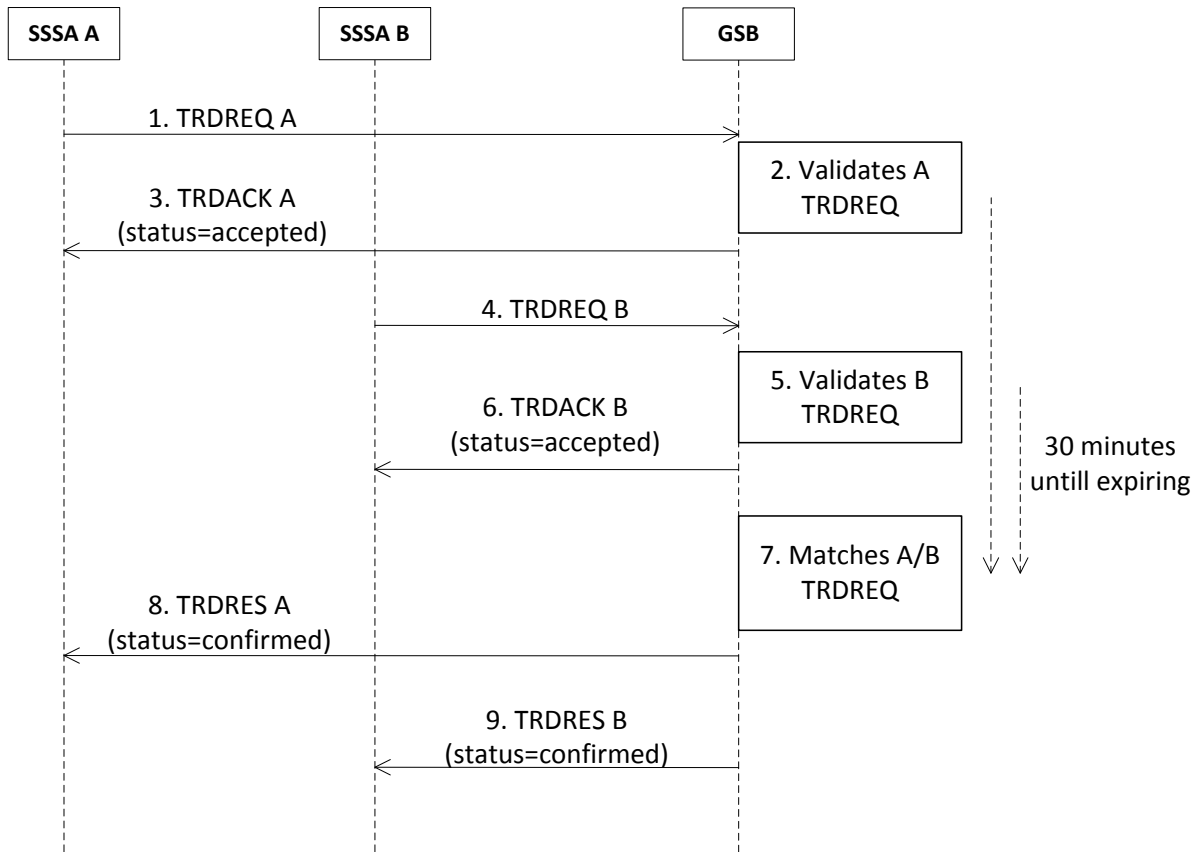 SSSA A
SSSA B
GSB
1. TRDREQ A
2. Validates A
TRDREQ
3. TRDACK A
(status=accepted)
4. TRDREQ B
5. Validates B
TRDREQ
6. TRDACK B
(status=accepted)
30 minutes
untill expiring
7. Matches A/B
TRDREQ
8. TRDRES A
(status=confirmed)
9. TRDRES B
(status=confirmed)